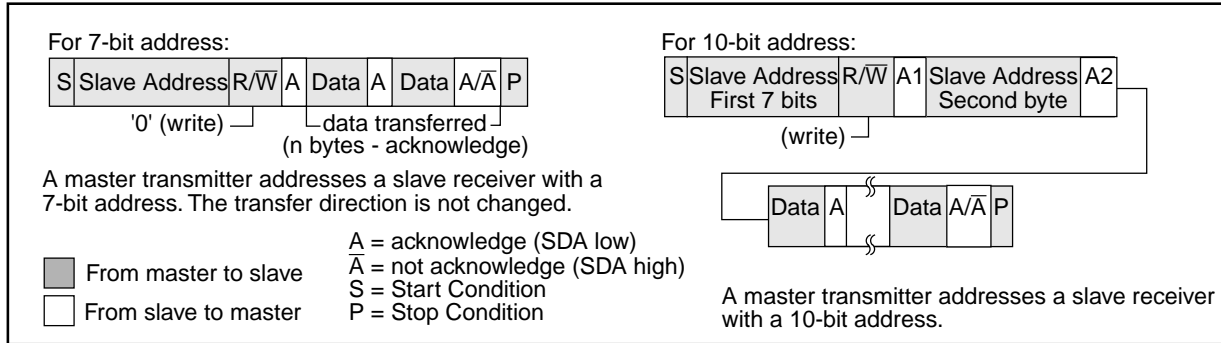 For 7-bit address:
S Slave Address R/W̅ A Data A Data A/A̅ P
'0' (write)
data transferred
(n bytes - acknowledge)
A master transmitter addresses a slave receiver with a
7-bit address. The transfer direction is not changed.
From master to slave
From slave to master
A = acknowledge (SDA low)
A̅ = not acknowledge (SDA high)
S = Start Condition
P = Stop Condition
For 10-bit address:
S Slave Address First 7 bits R/W̅ A1 Slave Address Second byte A2
(write)
Data A Data A/A̅ P
A master transmitter addresses a slave receiver
with a 10-bit address.